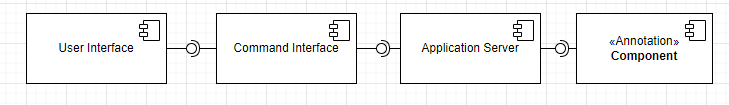 User Interface
Command Interface
Application Server
«Annotation»
Component